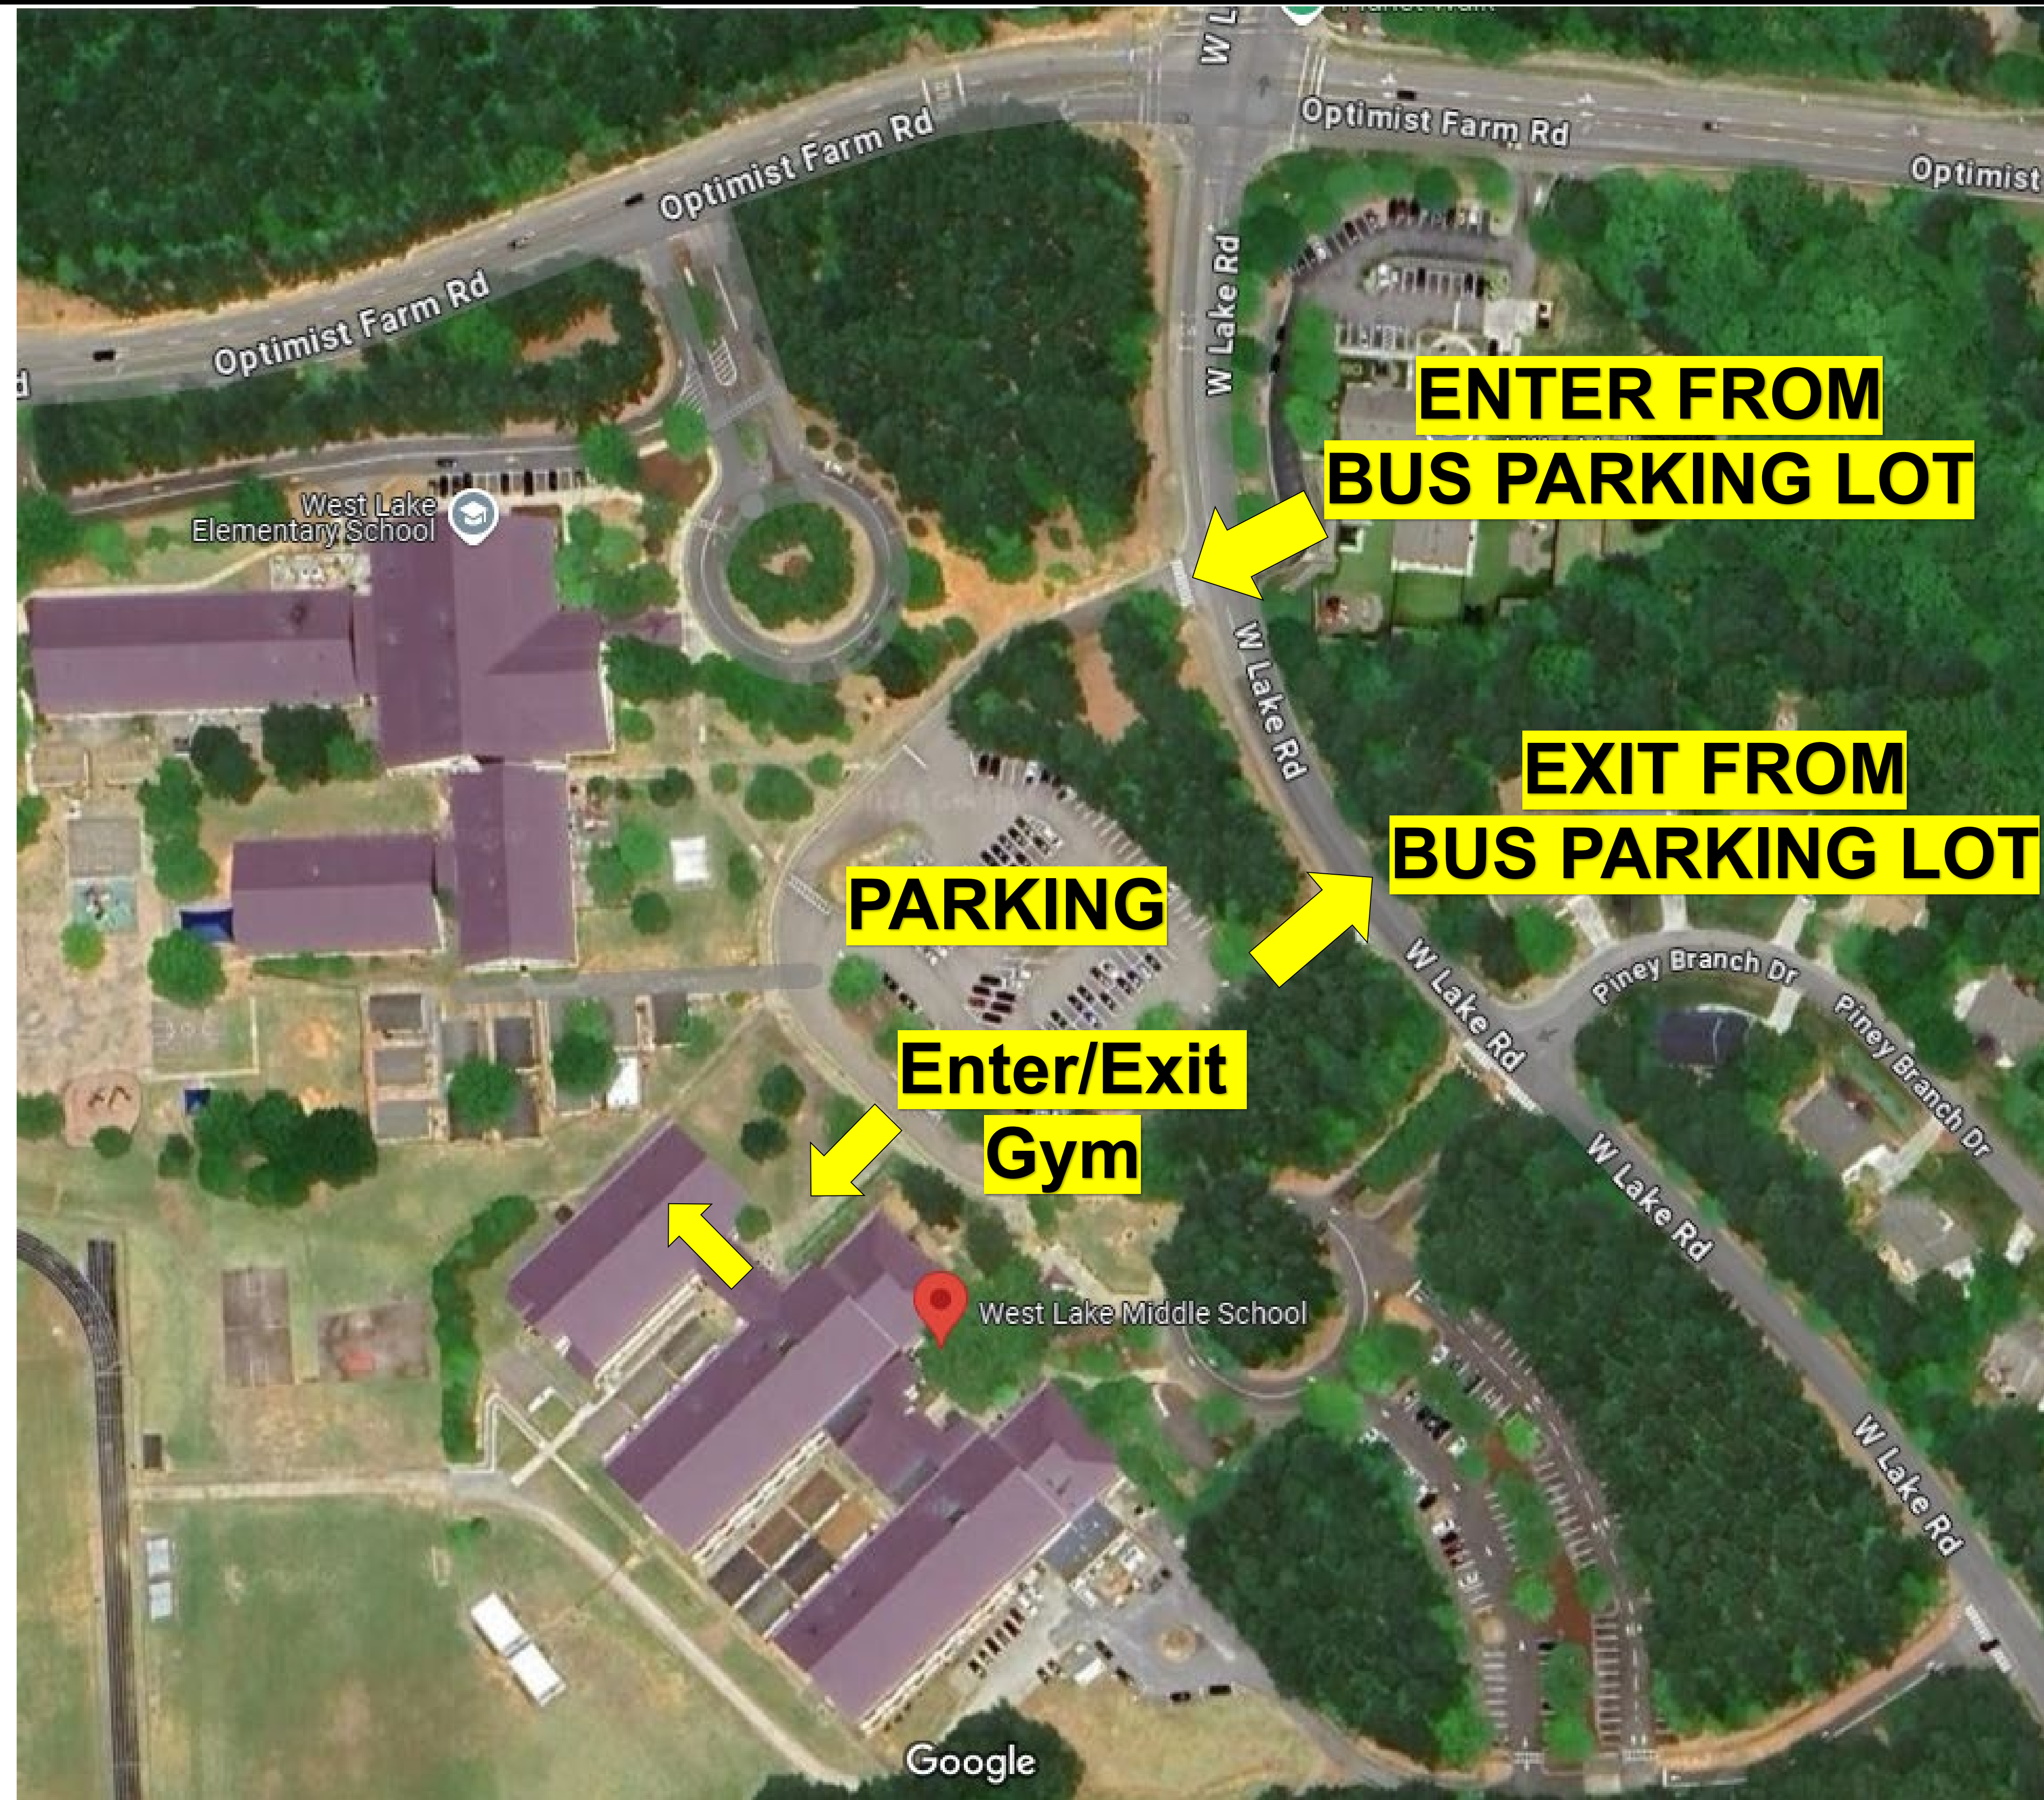 W L
Optimist Farm Rd
Optimist Farm Rd
Optimist
Optimist Farm Rd
W Lake Rd
ENTER FROM
BUS PARKING LOT
West Lake
Elementary School
W Lake Rd
EXIT FROM
BUS PARKING LOT
PARKING
W Lake Rd
Piney Branch Dr
Piney Branch Dr
Enter/Exit
Gym
W Lake Rd
West Lake Middle School
W Lake Rd
Google